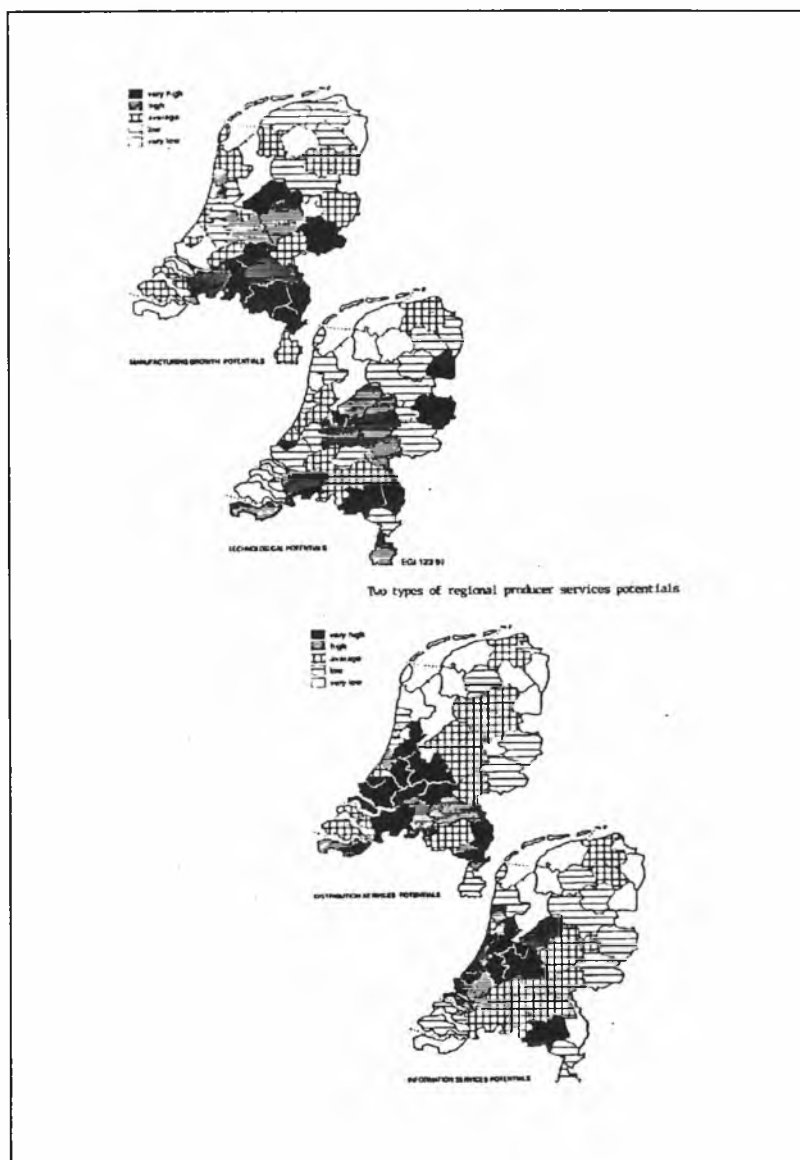 very high
high
average
low
very low
MANUFACTURING GROWTH POTENTIALS
TECHNOLOGICAL POTENTIALS
Two types of regional producer services potentials
very high
high
average
low
very low
DISTRIBUTION SERVICES POTENTIALS
INFORMATION SERVICES POTENTIALS